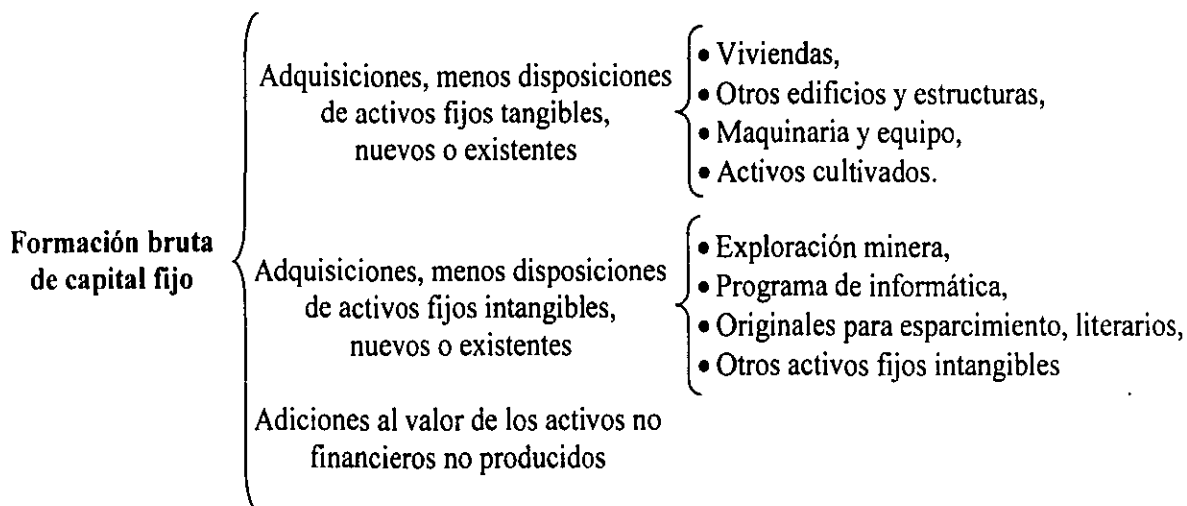 Formación bruta
de capital fijo
Adquisiciones, menos disposiciones
de activos fijos tangibles,
nuevos o existentes
• Viviendas,
• Otros edificios y estructuras,
• Maquinaria y equipo,
• Activos cultivados.
Adquisiciones, menos disposiciones
de activos fijos intangibles,
nuevos o existentes
• Exploración minera,
• Programa de informática,
• Originales para esparcimiento, literarios,
• Otros activos fijos intangibles
Adiciones al valor de los activos no
financieros no producidos